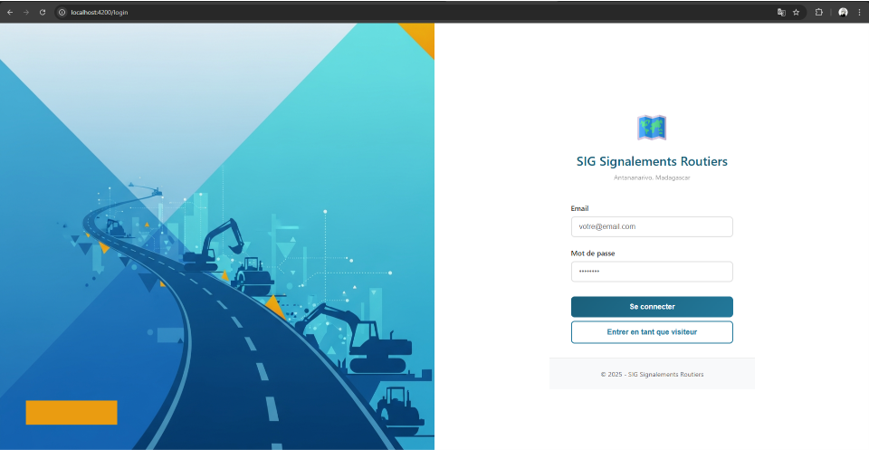 localhost:4200/login
SIG Signalements Routiers
Antananarivo, Madagascar
Email
votre@email.com
Mot de passe
********
Se connecter
Entrer en tant que visiteur
© 2025 - SIG Signalements Routiers